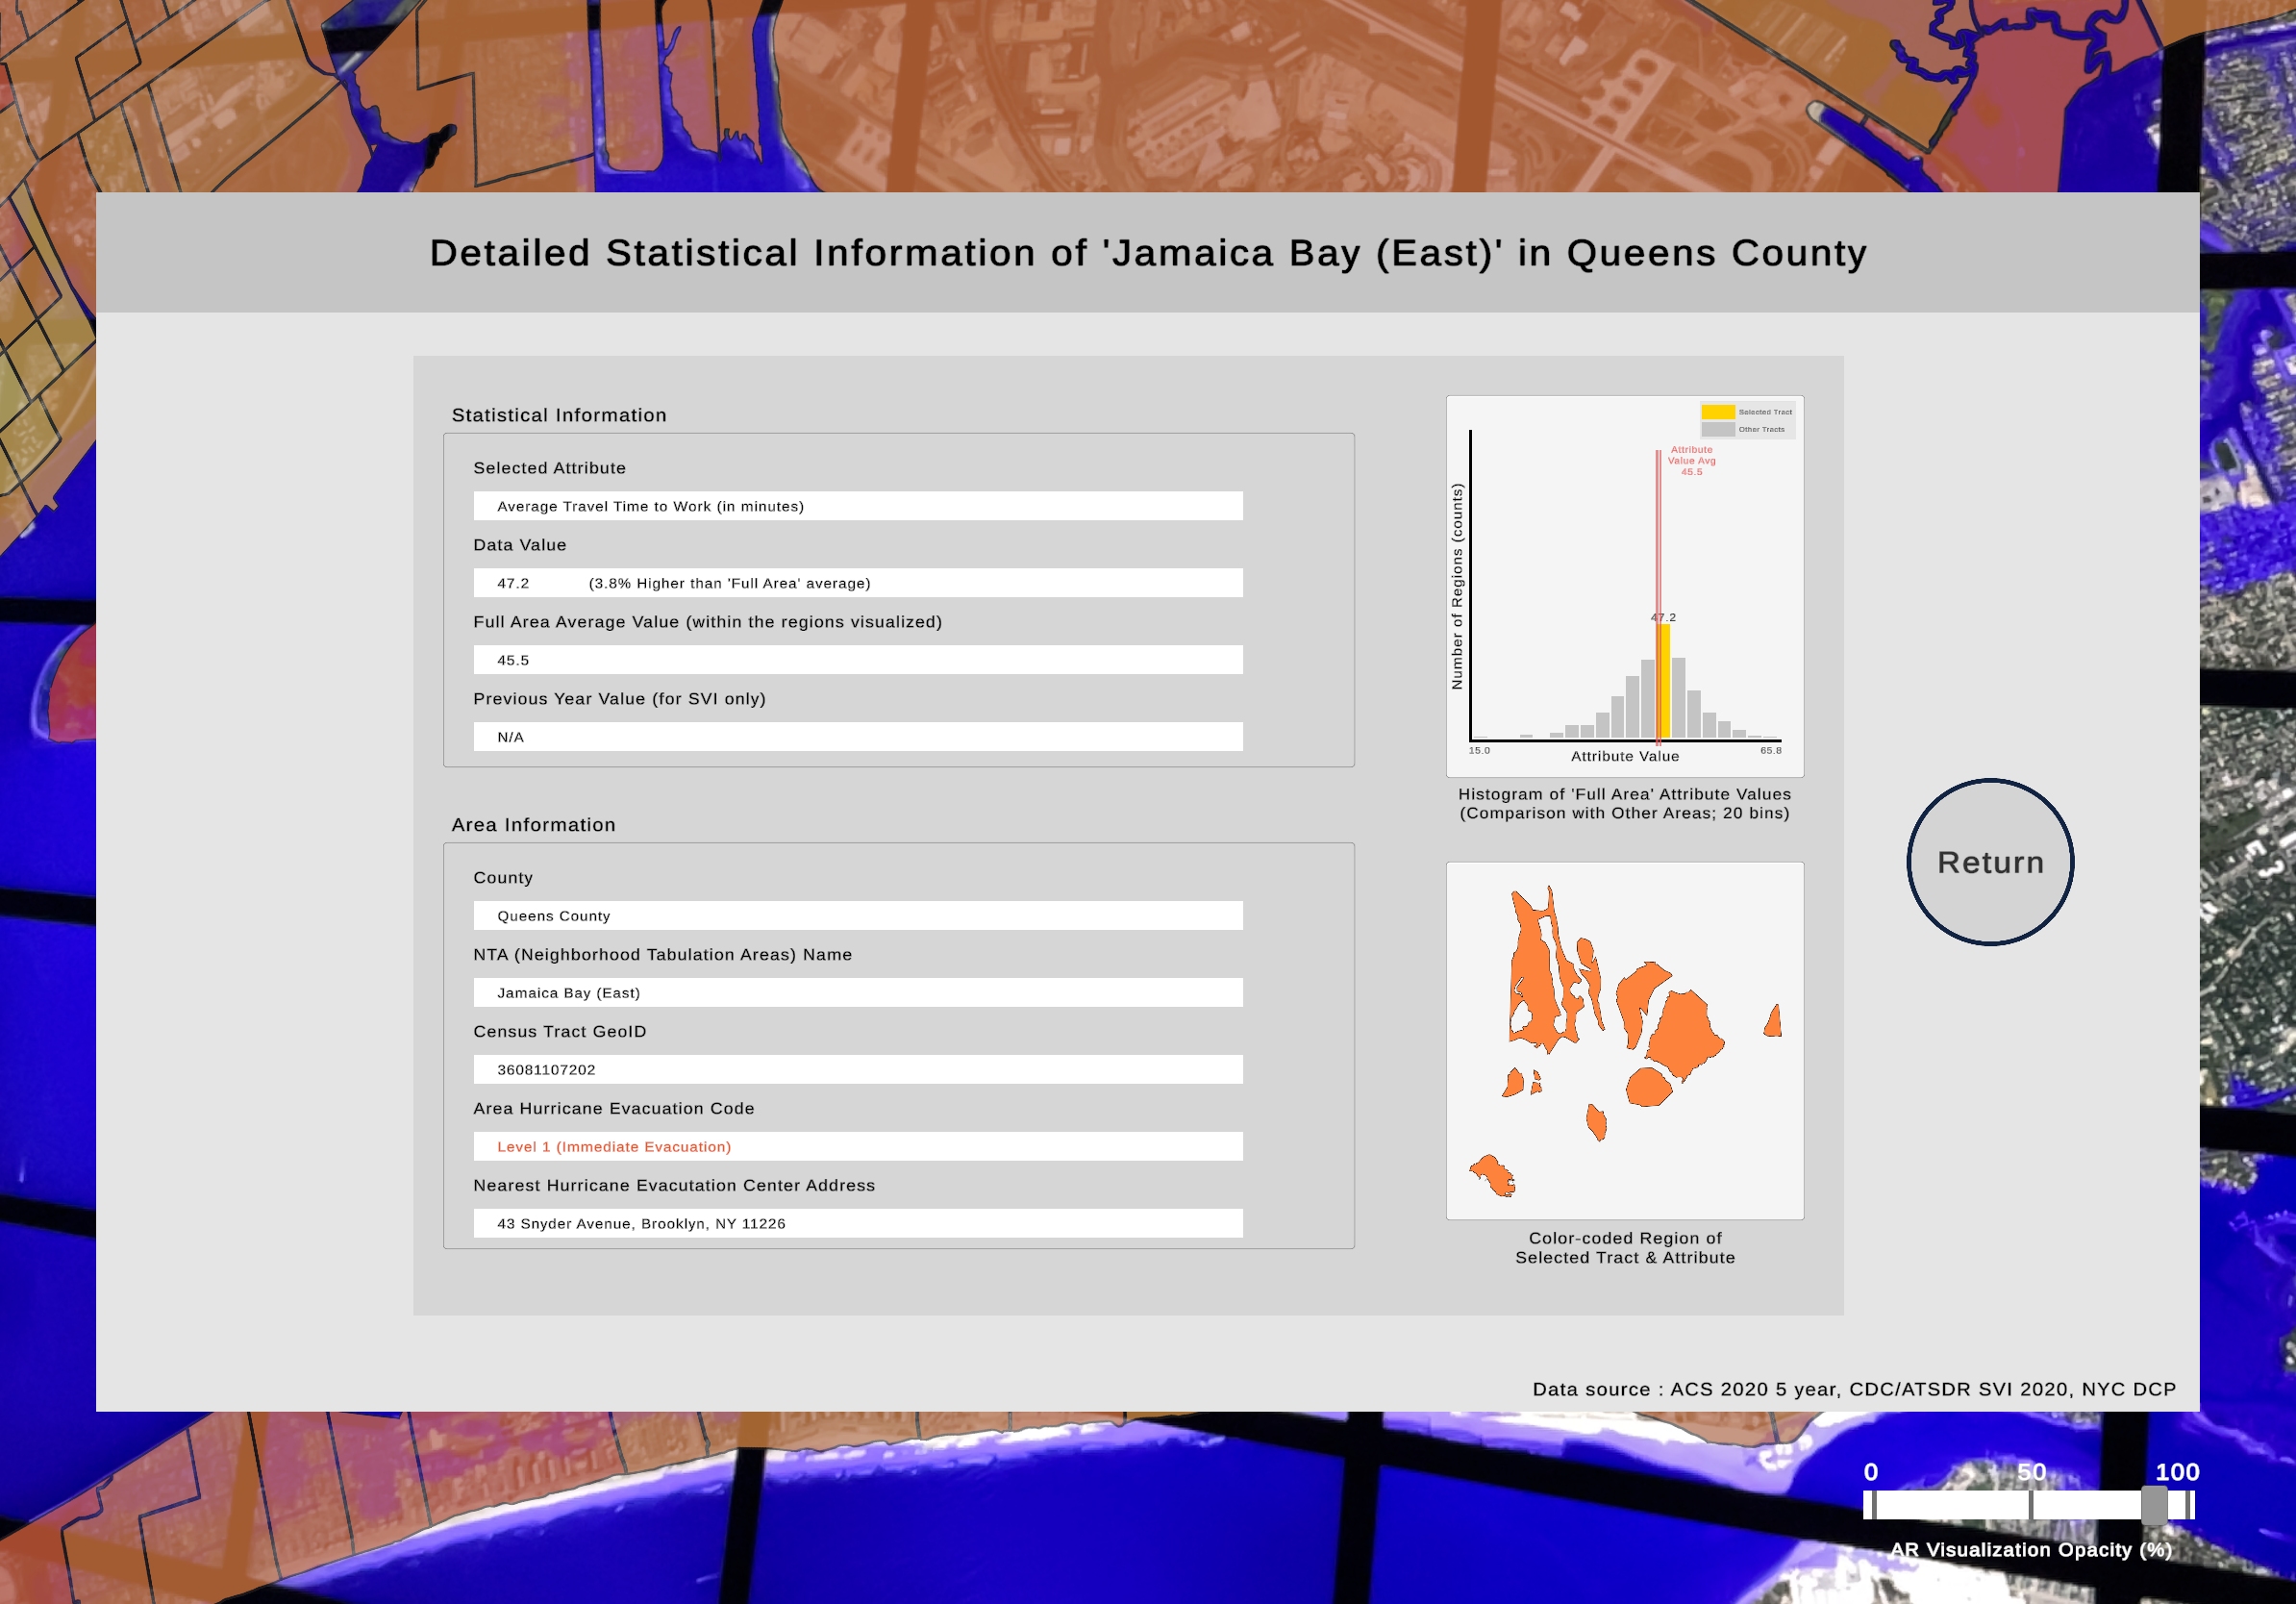 Detailed Statistical Information of 'Jamaica Bay (East)' in Queens County
Statistical Information
Selected Attribute
Average Travel Time to Work (in minutes)
Data Value
47.2 (3.8% Higher than 'Full Area' average)
Full Area Average Value (within the regions visualized)
45.5
Previous Year Value (for SVI only)
N/A
Area Information
County
Queens County
NTA (Neighborhood Tabulation Areas) Name
Jamaica Bay (East)
Census Tract GeoID
36081107202
Area Hurricane Evacuation Code
Level 1 (Immediate Evacuation)
Nearest Hurricane Evacutation Center Address
43 Snyder Avenue, Brooklyn, NY 11226
Selected Tract
Other Tracts
Attribute
Value Avg
45.5
Number of Regions (counts)
47.2
15.0
65.8
Attribute Value
Histogram of 'Full Area' Attribute Values
(Comparison with Other Areas; 20 bins)
Color-coded Region of
Selected Tract & Attribute
Return
Data source : ACS 2020 5 year, CDC/ATSDR SVI 2020, NYC DCP
0 50 100
AR Visualization Opacity (%)